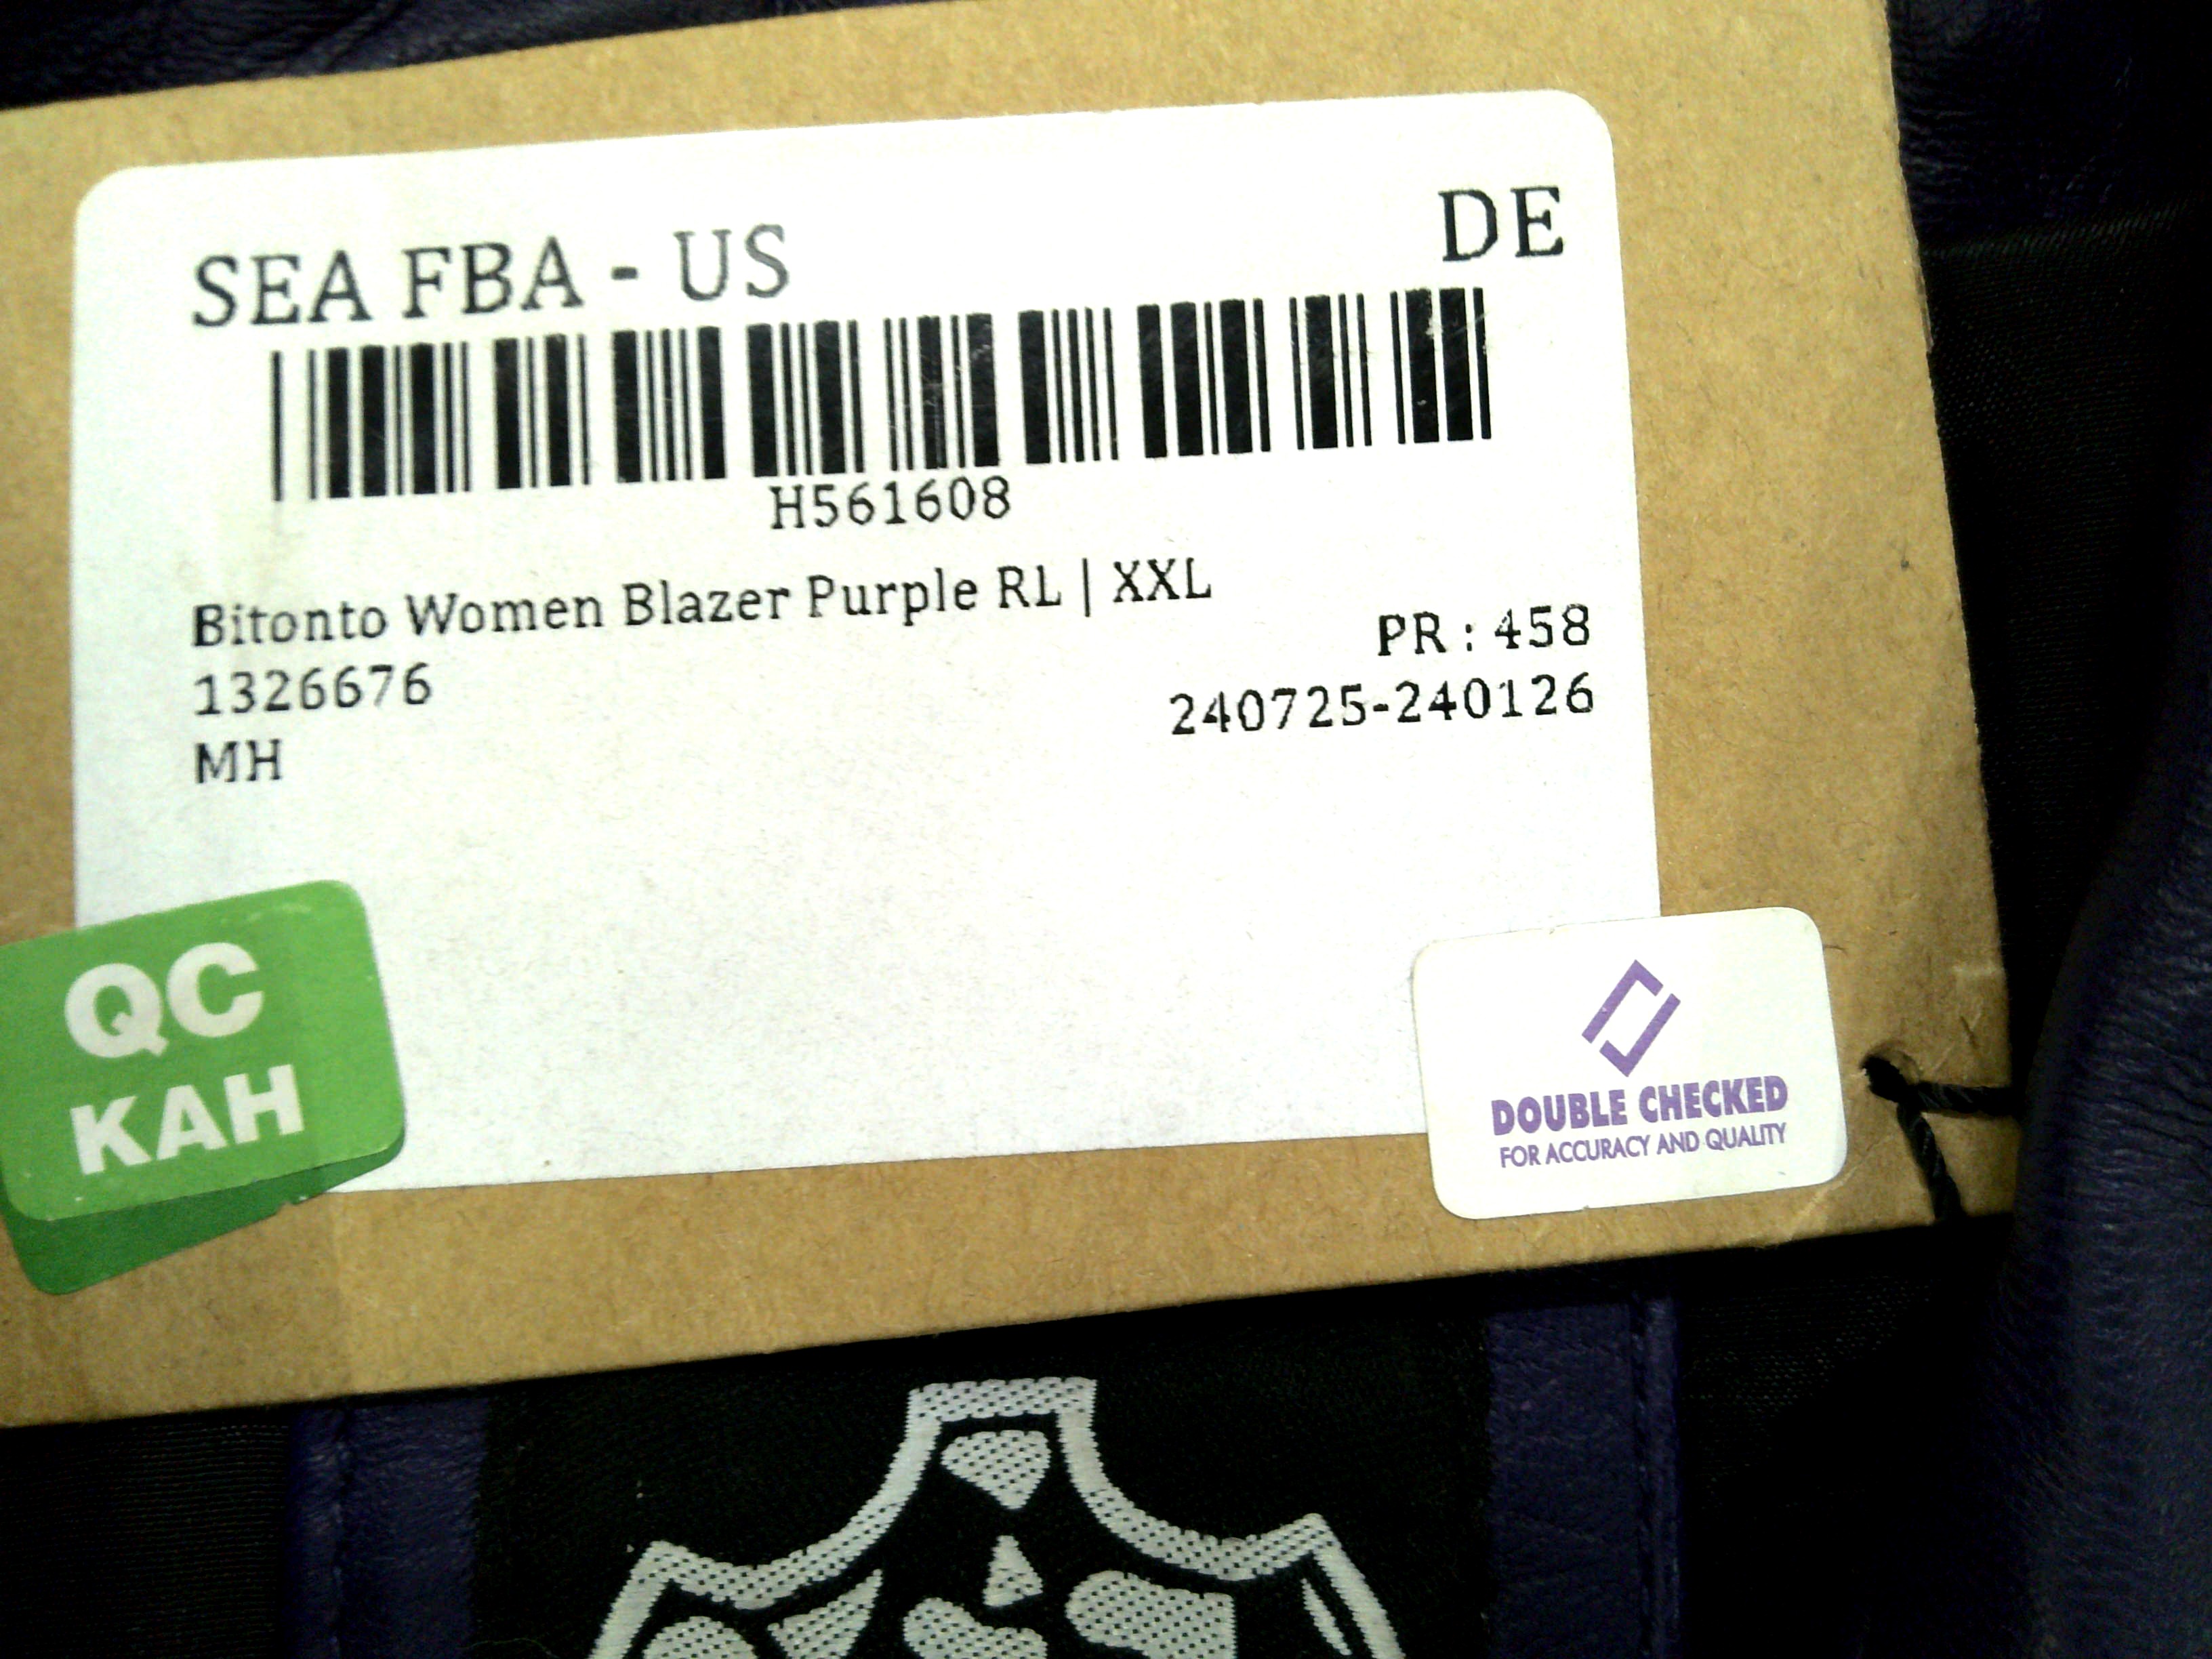 SEA FBA - US
DE
H561608
Bitonto Women Blazer Purple RL | XXL
PR : 458
1326676
240725-240126
MH
QC
KAH
DOUBLE CHECKED
FOR ACCURACY AND QUALITY